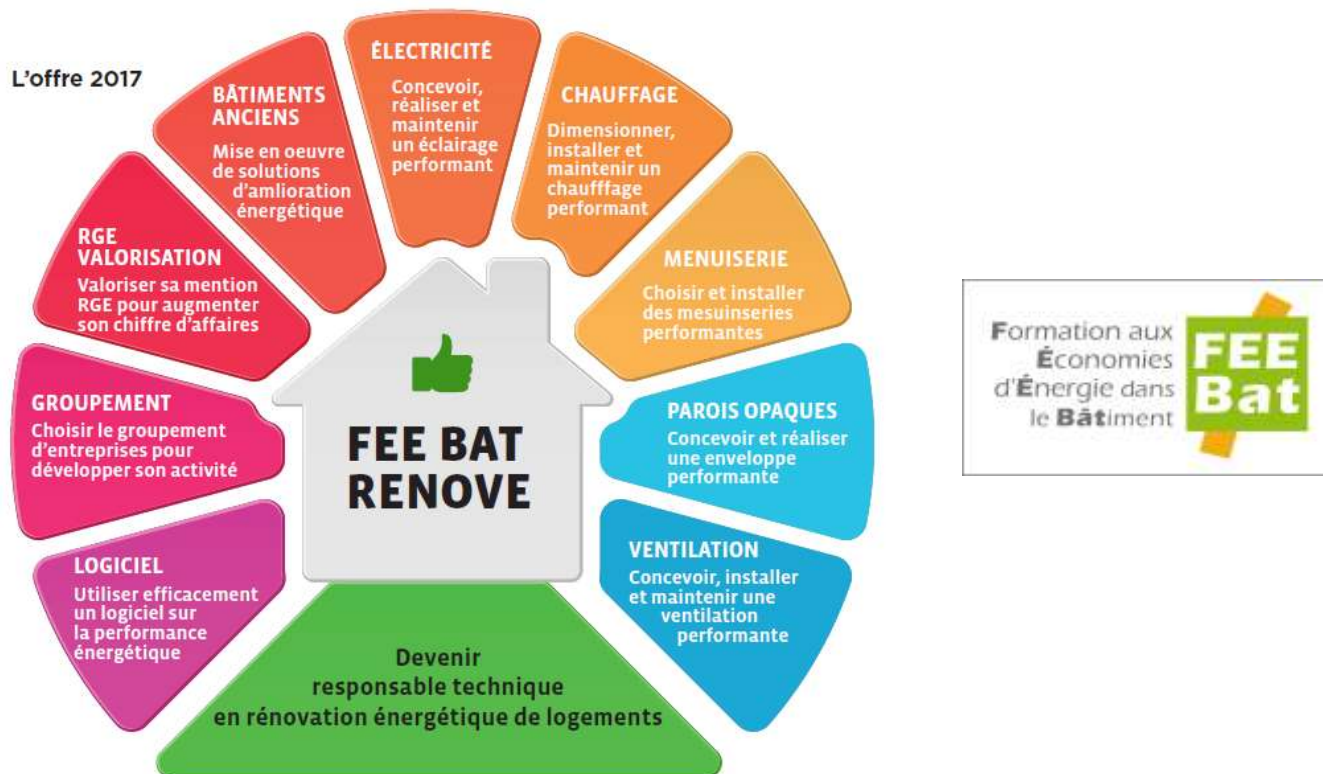 L'offre 2017
ÉLECTRICITÉ
Concevoir,
réaliser et
maintenir
un éclairage
performant
BÂTIMENTS
ANCIENS
Mise en oeuvre
de solutions
d'amlioration
énergétique
CHAUFFAGE
Dimensionner,
installer et
maintenir un
chaufffage
performant
RGE
VALORISATION
Valoriser sa mention
RGE pour augmenter
son chiffre d'affaires
MENUISERIE
Choisir et installer
des mesuinseries
performantes
GROUPEMENT
Choisir le groupement
d'entreprises pour
développer son activité
PAROIS OPAQUES
Concevoir et réaliser
une enveloppe
performante
LOGICIEL
Utiliser efficacement
un logiciel sur
la performance
énergétique
VENTILATION
Concevoir, installer
et maintenir une
ventilation
performante
FEE BAT
RENOVE
Devenir
responsable technique
en rénovation énergétique de logements
Formation aux
Économies
d'Énergie dans
le Bâtiment
FEE
Bat